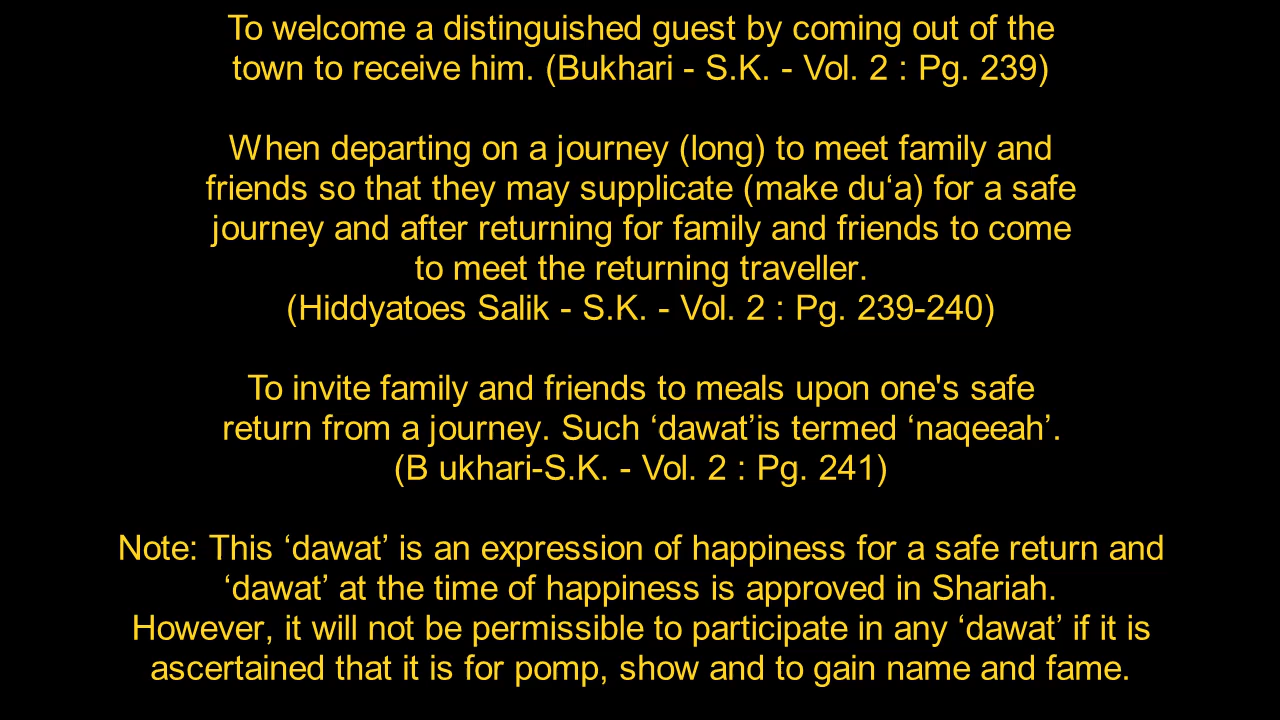 To welcome a distinguished guest by coming out of the
town to receive him. (Bukhari - S.K. - Vol. 2 : Pg. 239)
When departing on a journey (long) to meet family and
friends so that they may supplicate (make du‘a) for a safe
journey and after returning for family and friends to come
to meet the returning traveller.
(Hiddyatoes Salik - S.K. - Vol. 2 : Pg. 239-240)
To invite family and friends to meals upon one's safe
return from a journey. Such ‘dawat’is termed ‘naqeeah’.
(B ukhari-S.K. - Vol. 2 : Pg. 241)
Note: This ‘dawat’ is an expression of happiness for a safe return and
‘dawat’ at the time of happiness is approved in Shariah.
However, it will not be permissible to participate in any ‘dawat’ if it is
ascertained that it is for pomp, show and to gain name and fame.